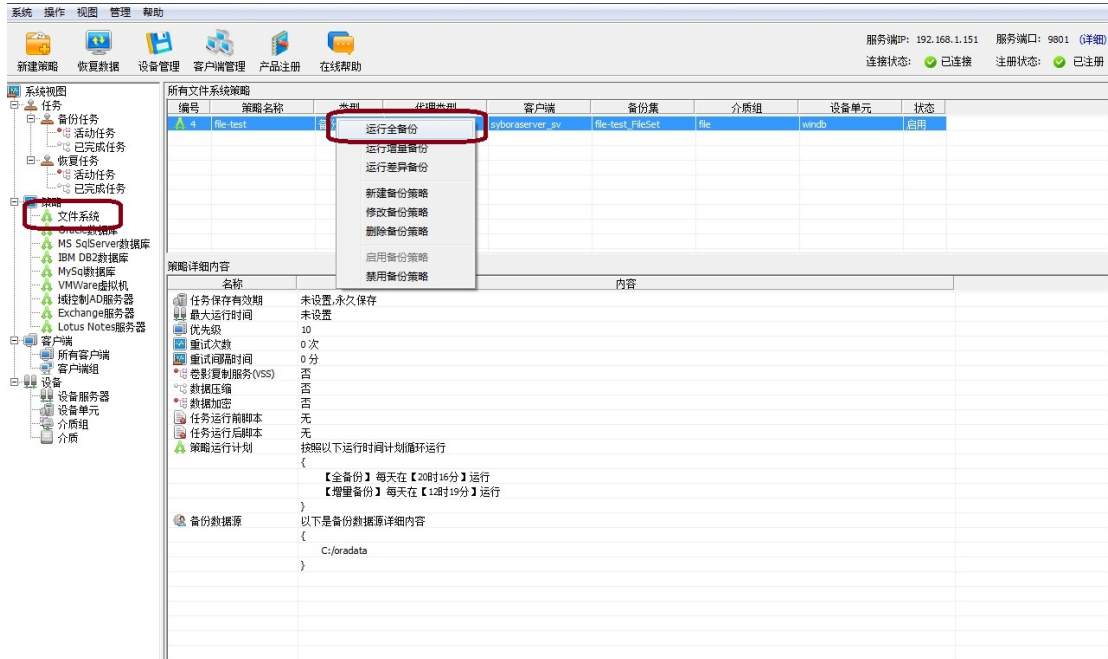 系统 操作 视图 管理 帮助
新建策略 恢复数据 设备管理 客户端管理 产品注册 在线帮助
服务端IP: 192.168.1.151 服务端口: 9801 (详细)
连接状态: 已连接 注册状态: 已注册
系统视图
任务
备份任务
活动任务
已完成任务
恢复任务
活动任务
已完成任务
策略
文件系统
Oracle数据库
MS SqlServer数据库
IBM DB2数据库
MySql数据库
VMWare虚拟机
域控制AD服务器
Exchange服务器
Lotus Notes服务器
客户端
所有客户端
客户端组
设备
设备服务器
设备单元
介质组
介质
所有文件系统策略
编号 策略名称 类型 代理类型 客户端 备份集 介质组 设备单元 状态
4 file-test 备 syboraserver_sv file-test_FileSet file windb 启用
运行全备份
运行增量备份
运行差异备份
新建备份策略
修改备份策略
删除备份策略
启用备份策略
禁用备份策略
策略详细内容
名称 内容
任务保存有效期 未设置,永久保存
最大运行时间 未设置
优先级 10
重试次数 0 次
重试间隔时间 0 分
卷影复制服务(VSS) 否
数据压缩 否
数据加密 否
任务运行前脚本 无
任务运行后脚本 无
策略运行计划 按照以下运行时间计划循环运行
{
【全备份】每天在【20时16分】运行
【增量备份】每天在【12时19分】运行
}
备份数据源 以下是备份数据源详细内容
{
C:/oradata
}